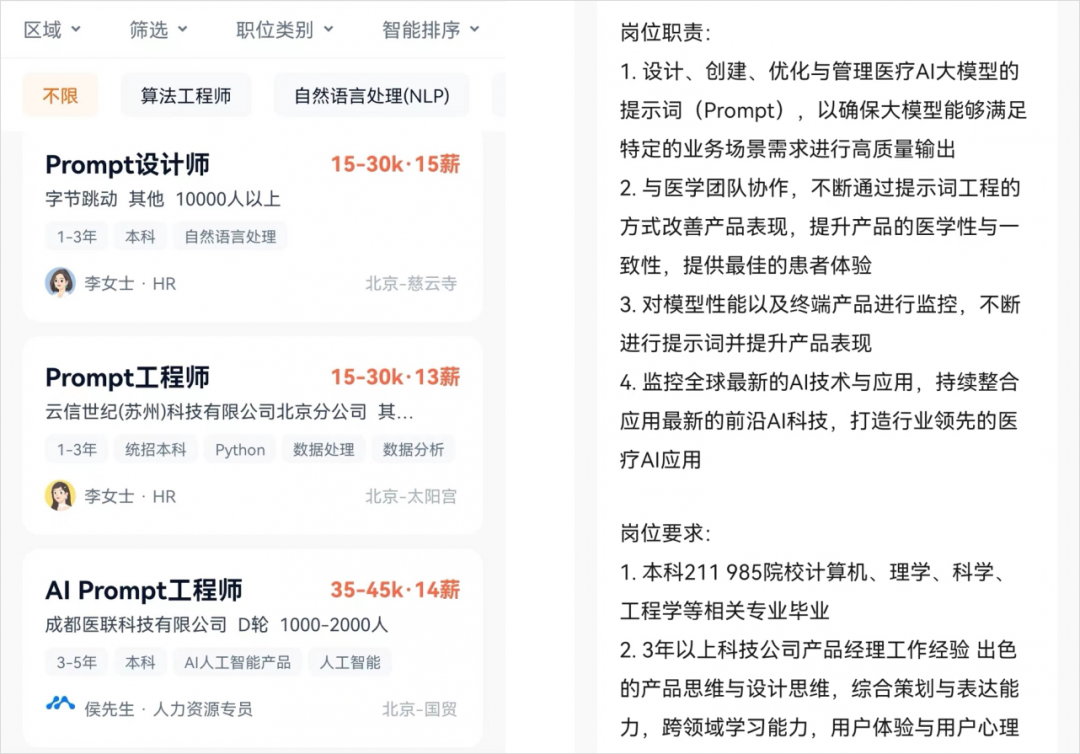 区域 筛选 职位类别 智能排序
不限 算法工程师 自然语言处理(NLP)
Prompt设计师 15-30k·15薪
字节跳动 其他 10000人以上
1-3年 本科 自然语言处理
李女士 · HR 北京-慈云寺
Prompt工程师 15-30k·13薪
云信世纪(苏州)科技有限公司北京分公司 其...
1-3年 统招本科 Python 数据处理 数据分析
李女士 · HR 北京-太阳宫
AI Prompt工程师 35-45k·14薪
成都医联科技有限公司 D轮 1000-2000人
3-5年 本科 AI人工智能产品 人工智能
侯先生 · 人力资源专员 北京-国贸
岗位职责:
1. 设计、创建、优化与管理医疗AI大模型的
提示词（Prompt），以确保大模型能够满足
特定的业务场景需求进行高质量输出
2. 与医学团队协作，不断通过提示词工程的
方式改善产品表现，提升产品的医学性与一
致性，提供最佳的患者体验
3. 对模型性能以及终端产品进行监控，不断
进行提示词并提升产品表现
4. 监控全球最新的AI技术与应用，持续整合
应用最新的前沿AI科技，打造行业领先的医
疗AI应用
岗位要求:
1. 本科211 985院校计算机、理学、科学、
工程学等相关专业毕业
2. 3年以上科技公司产品经理工作经验 出色
的产品思维与设计思维，综合策划与表达能
力，跨领域学习能力，用户体验与用户心理